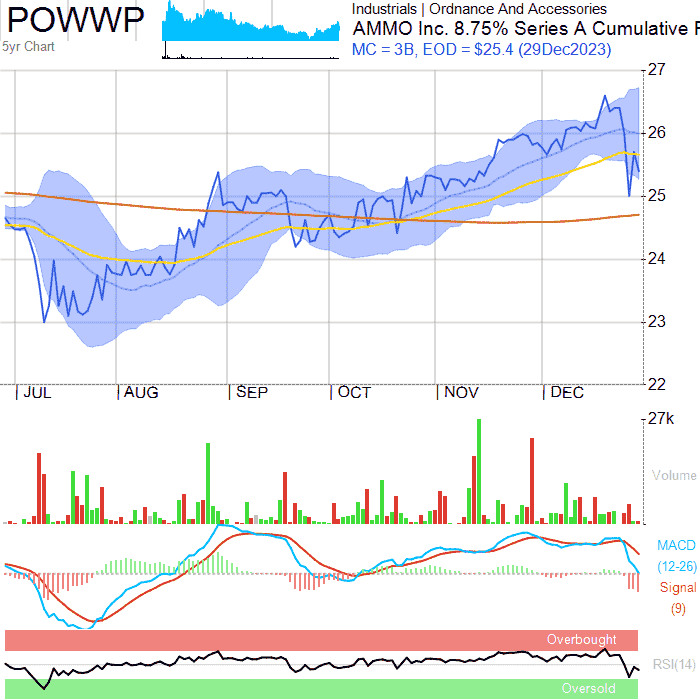 POWWP
5yr Chart
Industrials | Ordnance And Accessories
AMMO Inc. 8.75% Series A Cumulative
MC = 3B, EOD = $25.4 (29Dec2023)
27
26
25
24
23
22
JUL AUG SEP OCT NOV DEC
27k
Volume
MACD
(12-26)
Signal
(9)
Overbought
RSI(14)
Oversold